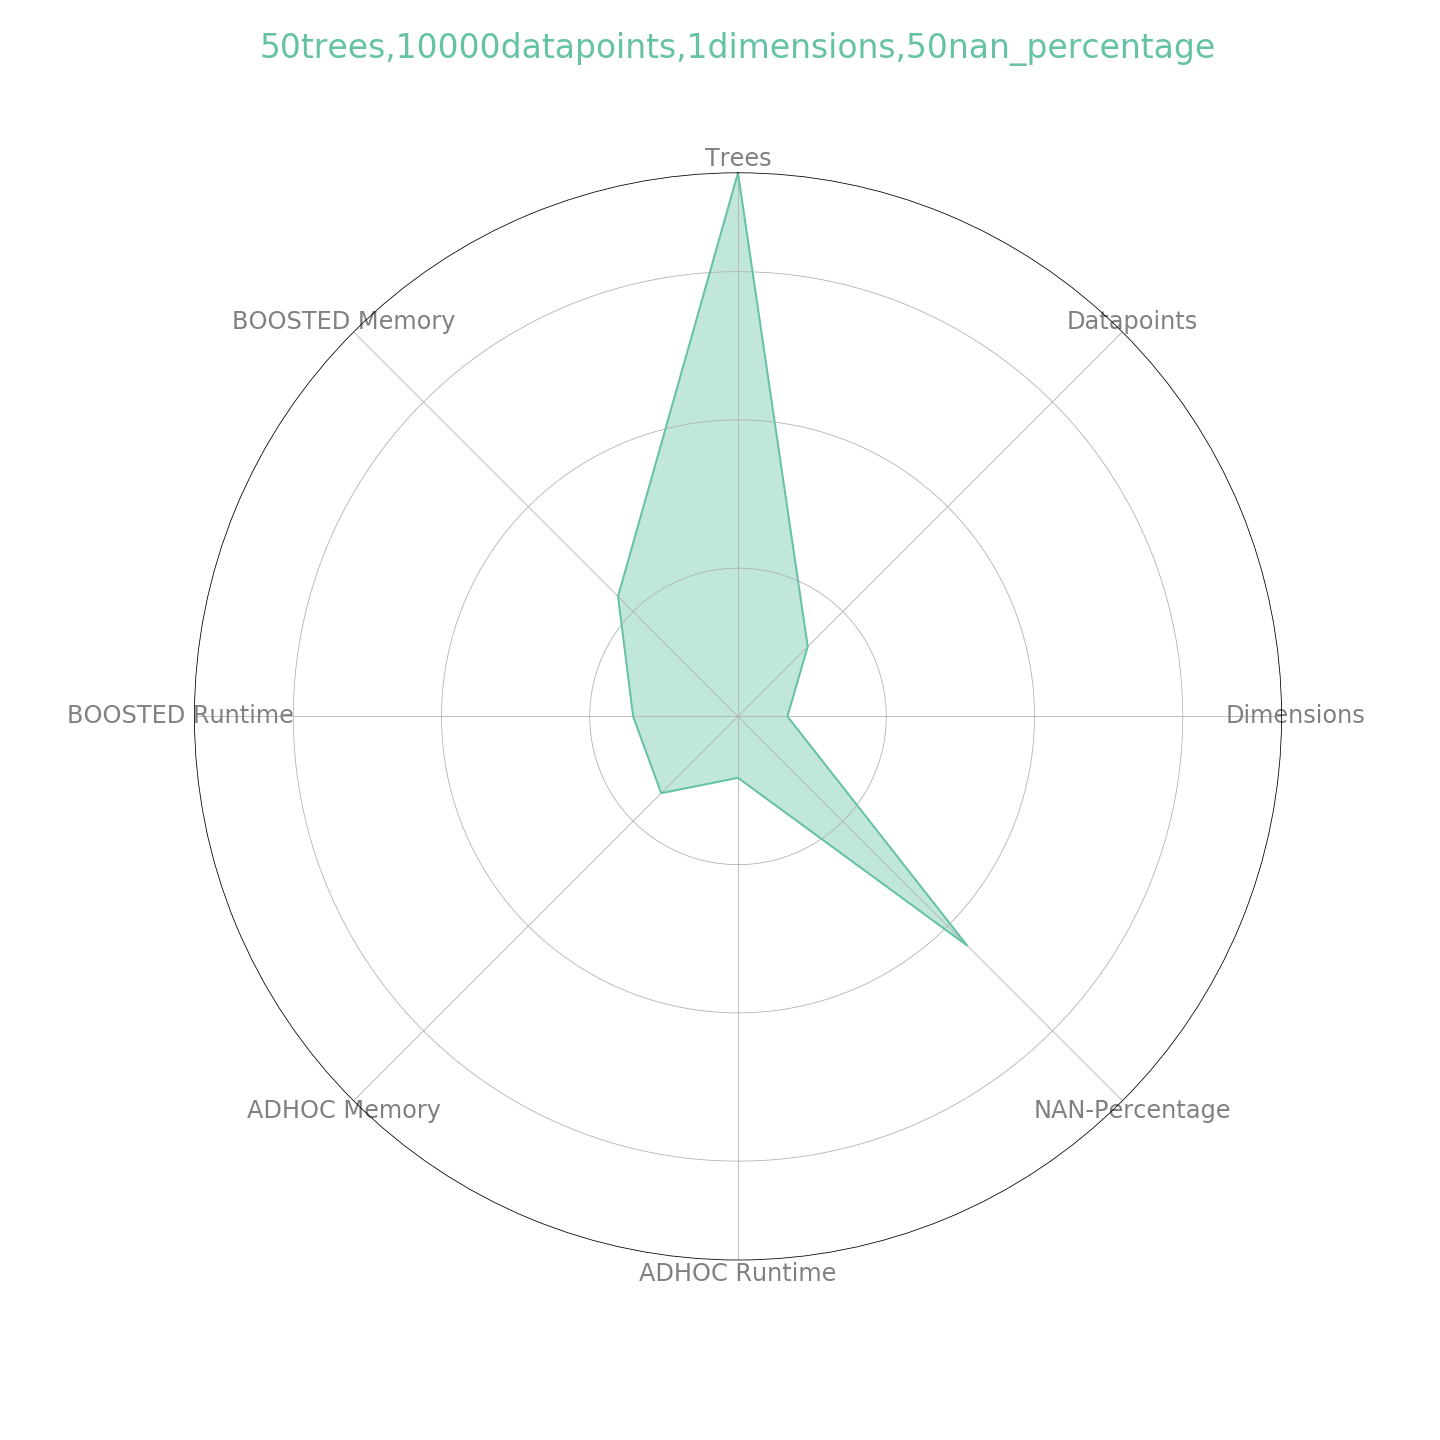 50trees,10000datapoints,1dimensions,50nan_percentage
Trees
BOOSTED Memory
Datapoints
BOOSTED Runtime
Dimensions
ADHOC Memory
NAN-Percentage
ADHOC Runtime